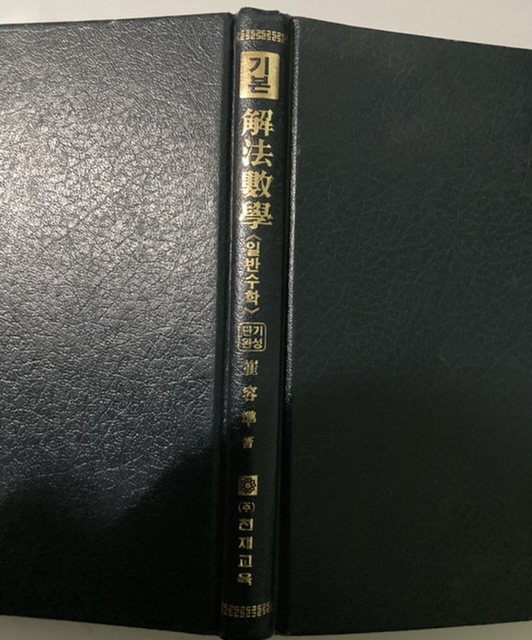 기본
解法數學
<일반수학>
단기
완성
崔容準 著
(주)천재교육